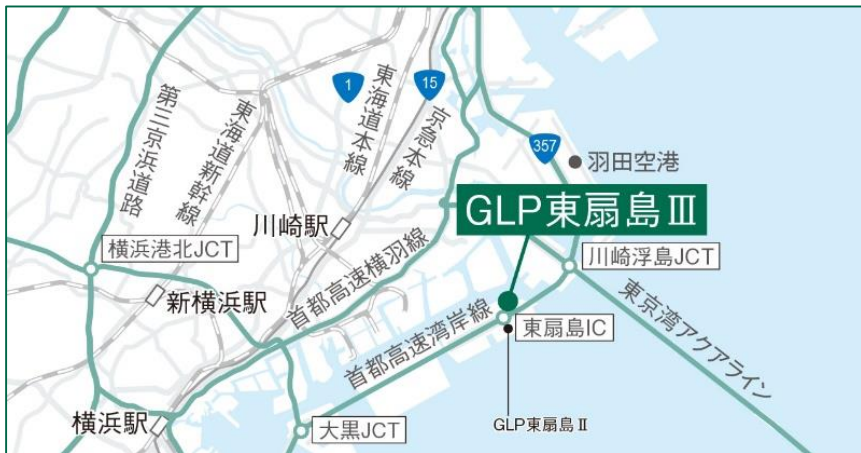 第三京浜道路
東海道新幹線
1
東海道本線
15
京急本線
357
羽田空港
GLP東扇島Ⅲ
川崎駅
横浜港北JCT
首都高速横羽線
川崎浮島JCT
新横浜駅
首都高速湾岸線
東扇島IC
東京湾アクアライン
横浜駅
大黒JCT
GLP東扇島Ⅱ